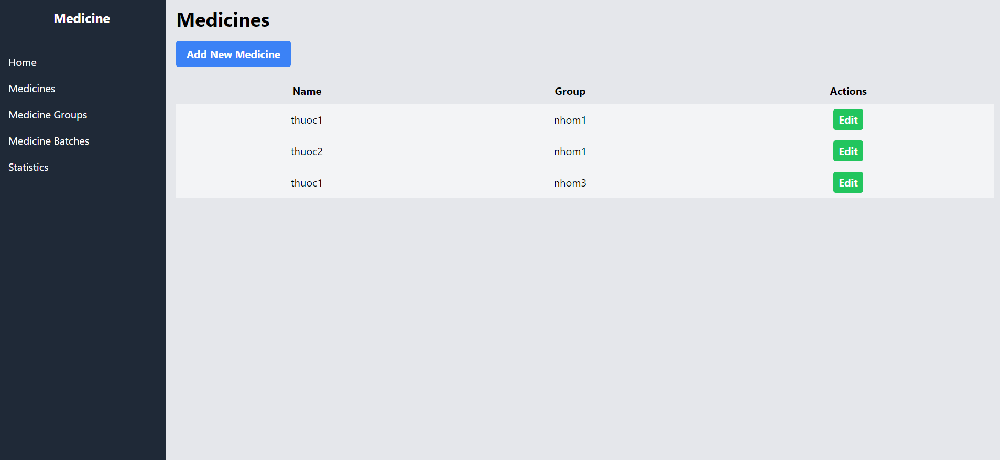 Medicine
Home
Medicines
Medicine Groups
Medicine Batches
Statistics
Medicines
Add New Medicine
Name Group Actions
thuoc1 nhom1 Edit
thuoc2 nhom1 Edit
thuoc1 nhom3 Edit